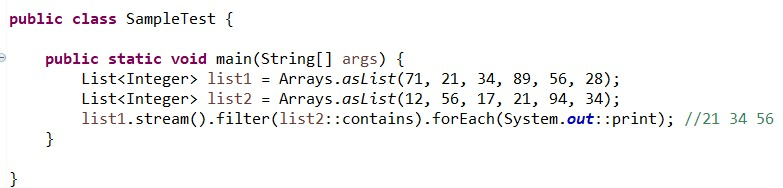 public class SampleTest {
public static void main(String[] args) {
List<Integer> list1 = Arrays.asList(71, 21, 34, 89, 56, 28);
List<Integer> list2 = Arrays.asList(12, 56, 17, 21, 94, 34);
list1.stream().filter(list2::contains).forEach(System.out::print); //21 34 56
}
}